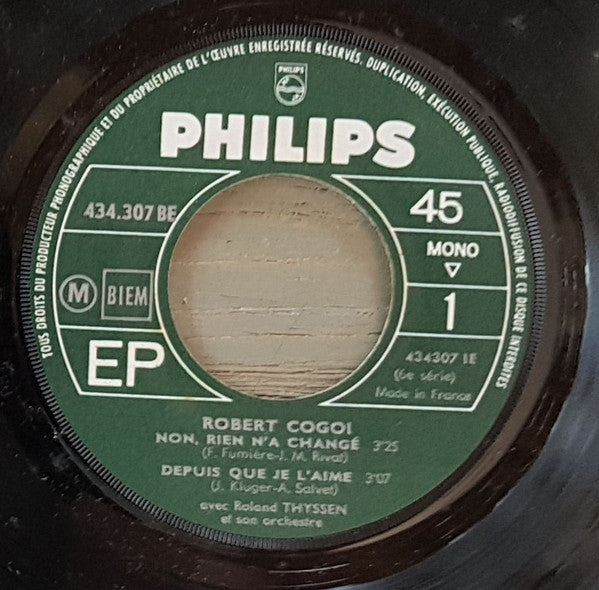 TOUS DROITS DU PRODUCTEUR PHONOGRAPHIQUE ET DU PROPRIÉTAIRE DE L'ŒUVRE ENREGISTRÉE RÉSERVÉS. DUPLICATION, EXÉCUTION PUBLIQUE, RADIODIFFUSION DE CE DISQUE INTERDITES
PHILIPS
PHILIPS
434.307 BE
45
MONO
M
BIEM
1
EP
434307 1E
(6e série)
Made in France
ROBERT COGOI
NON, RIEN N'A CHANGÉ 3'25
(F. Fumière-J. M. Rivat)
DEPUIS QUE JE L'AIME 3'07
(J. Kluger-A. Salvet)
avec Roland THYSSEN
et son orchestre